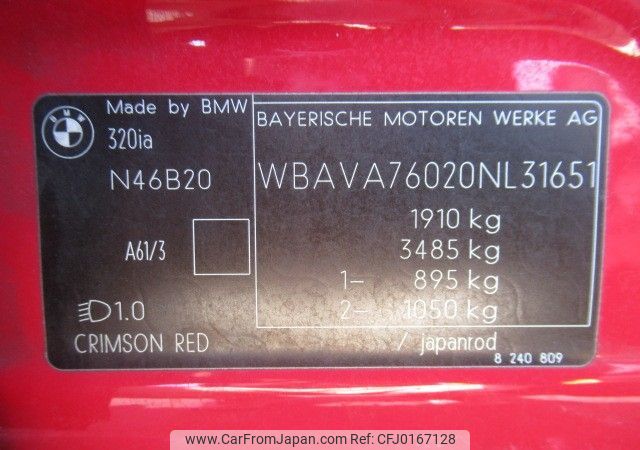 BMW
Made by BMW
320ia
N46B20
A61/3
1.0
CRIMSON RED
BAYERISCHE MOTOREN WERKE AG
WBAVA76020NL31651
1910 kg
3485 kg
1- 895 kg
2- 1050 kg
/ japanrod
8 240 809
www.CarFromJapan.com | CFJ0167128